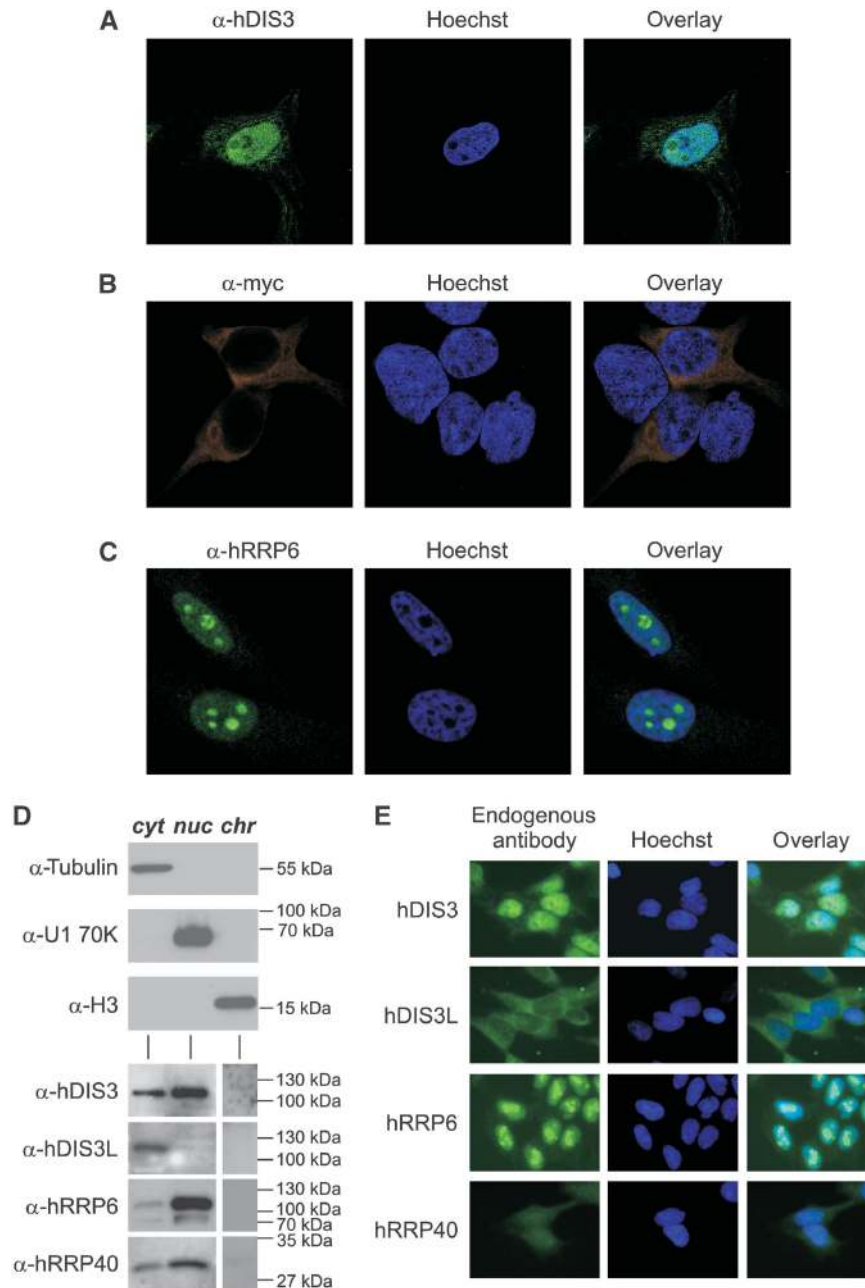 A
α-hDIS3 Hoechst Overlay
B
α-myc Hoechst Overlay
C
α-hRRP6 Hoechst Overlay
D
cyt nuc chr
α-Tubulin 55 kDa
α-U1 70K 100 kDa
70 kDa
α-H3 15 kDa
α-hDIS3 130 kDa
100 kDa
α-hDIS3L 130 kDa
100 kDa
α-hRRP6 130 kDa
100 kDa
70 kDa
α-hRRP40 35 kDa
27 kDa
E
Endogenous
antibody Hoechst Overlay
hDIS3
hDIS3L
hRRP6
hRRP40